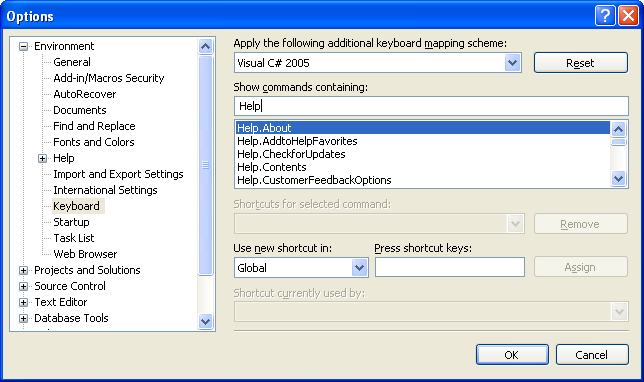 Options
Environment
General
Add-in/Macros Security
AutoRecover
Documents
Find and Replace
Fonts and Colors
Help
Import and Export Settings
International Settings
Keyboard
Startup
Task List
Web Browser
Projects and Solutions
Source Control
Text Editor
Database Tools
Apply the following additional keyboard mapping scheme:
Visual C# 2005
Reset
Show commands containing:
Help
Help.About
Help.AddtoHelpFavorites
Help.CheckforUpdates
Help.Contents
Help.CustomerFeedbackOptions
Shortcuts for selected command:
Remove
Use new shortcut in:
Press shortcut keys:
Global
Assign
Shortcut currently used by:
OK
Cancel